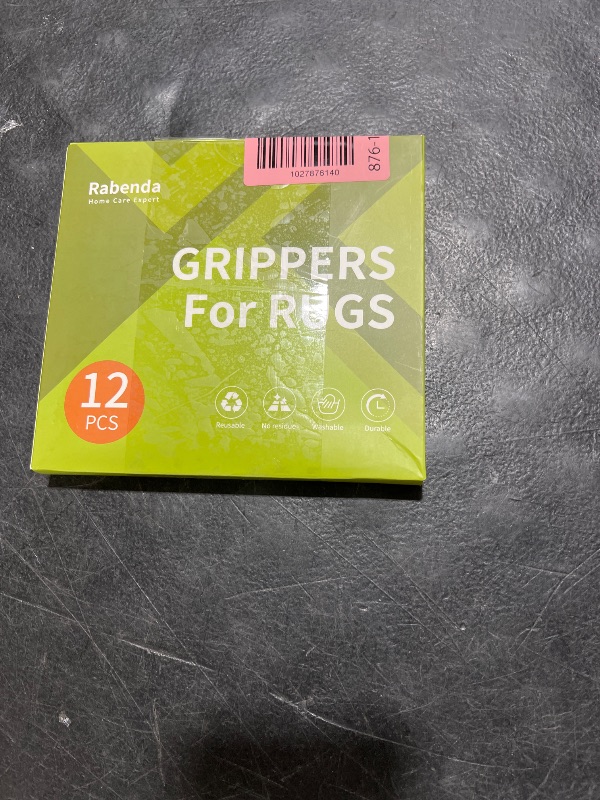 1027876140
876-1
Rabenda
Home Care Expert
GRIPPERS
For RUGS
12
PCS
Reusable
No residue
Washable
Durable